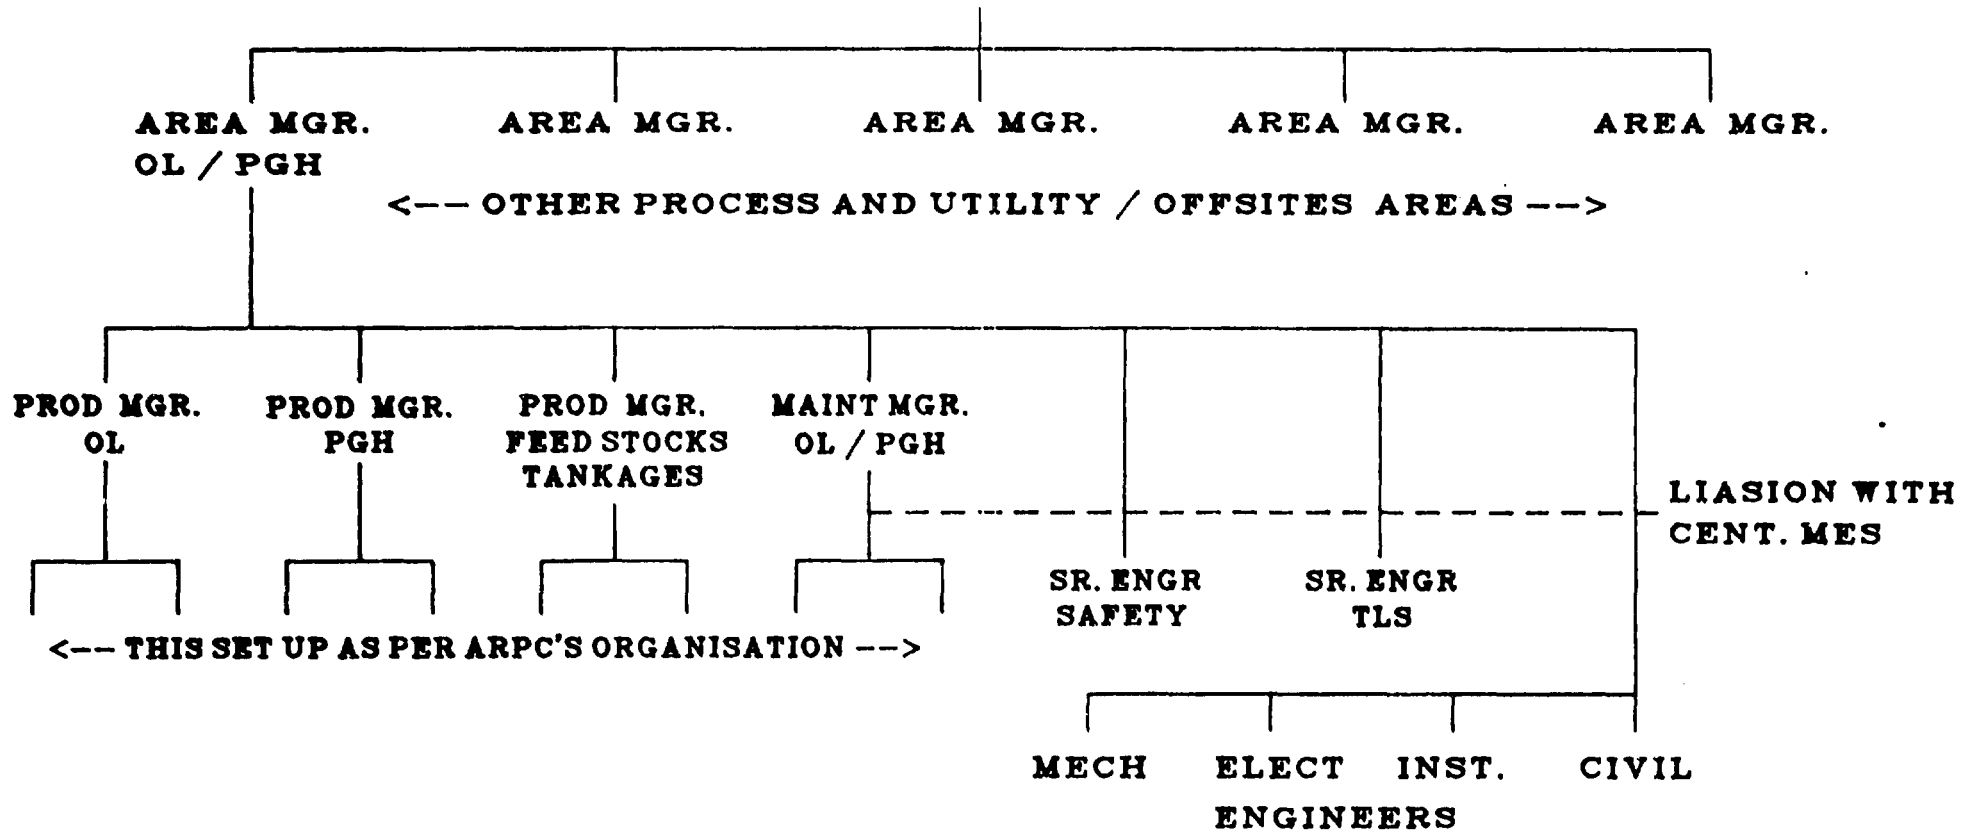 AREA MGR.
OL / PGH
AREA MGR.
AREA MGR.
AREA MGR.
AREA MGR.
<-- OTHER PROCESS AND UTILITY / OFFSITES AREAS -->
PROD MGR.
OL
PROD MGR.
PGH
PROD MGR.
FEED STOCKS
TANKAGES
MAINT MGR.
OL / PGH
LIASION WITH
CENT. MES
SR. ENGR
SAFETY
SR. ENGR
TLS
<-- THIS SET UP AS PER ARPC'S ORGANISATION -->
MECH ELECT INST. CIVIL
ENGINEERS